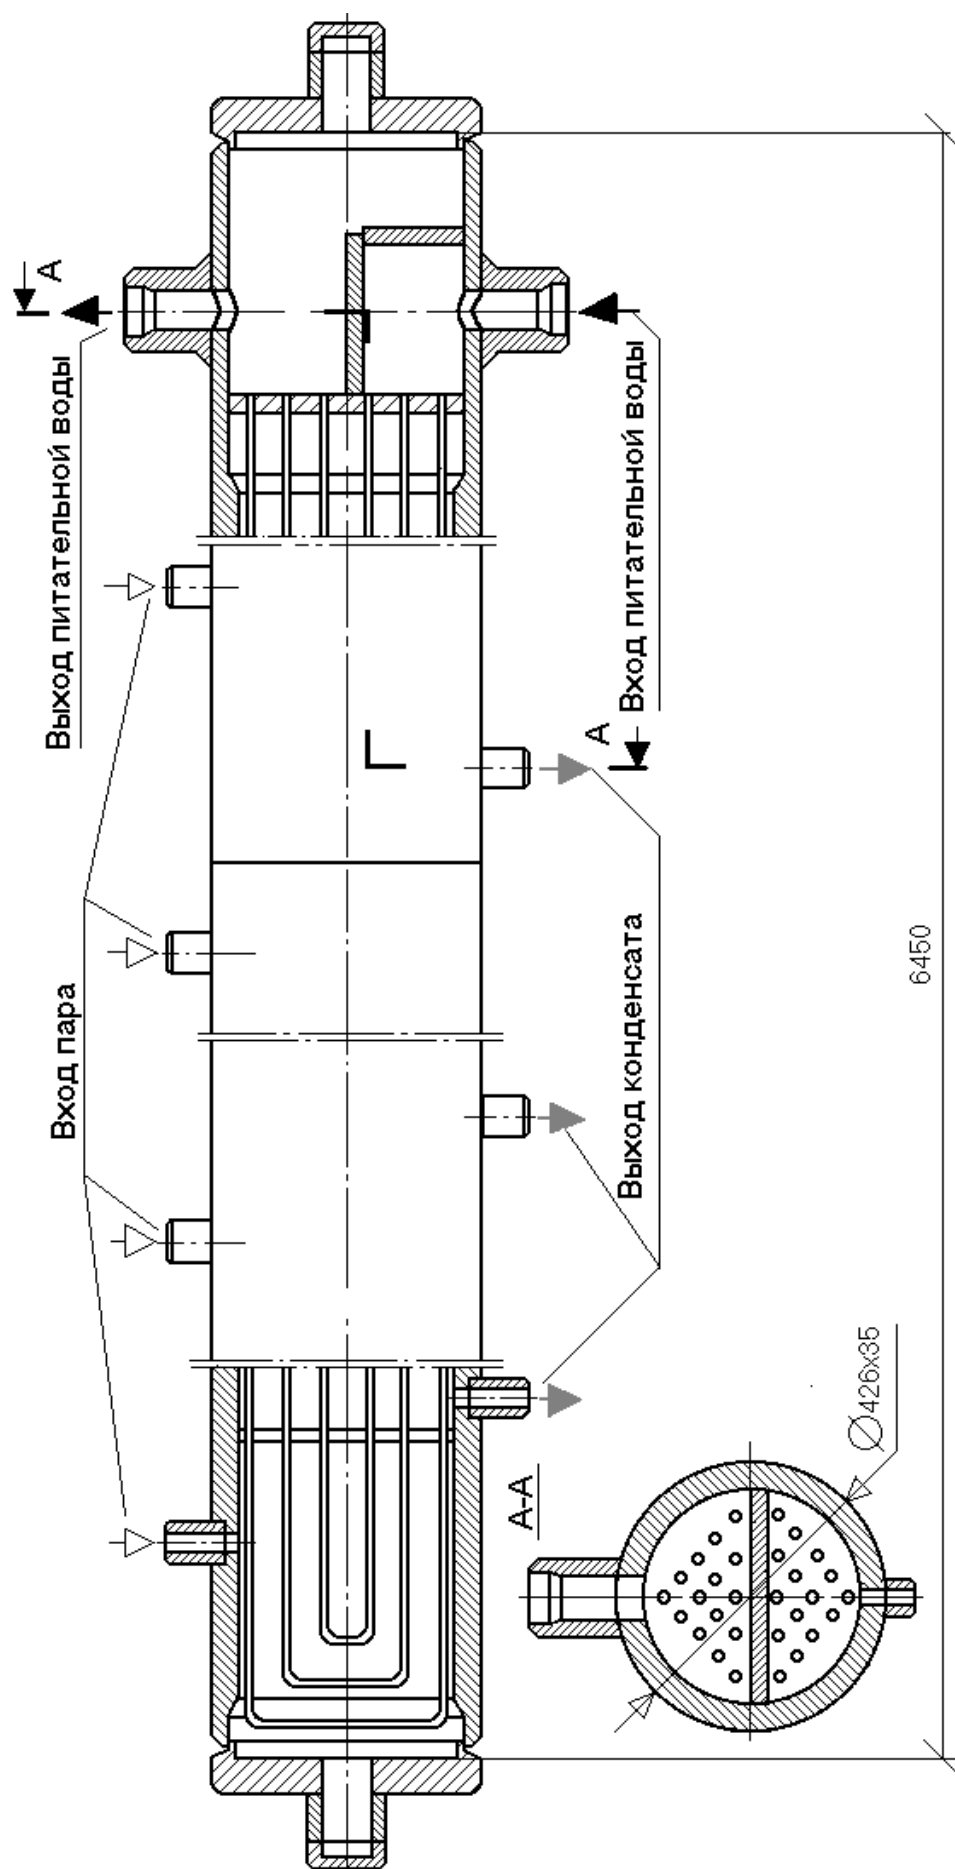 А
Выход питательной воды
Вход питательной воды
А
Вход пара
Выход конденсата
6450
А-А
Ø426х35